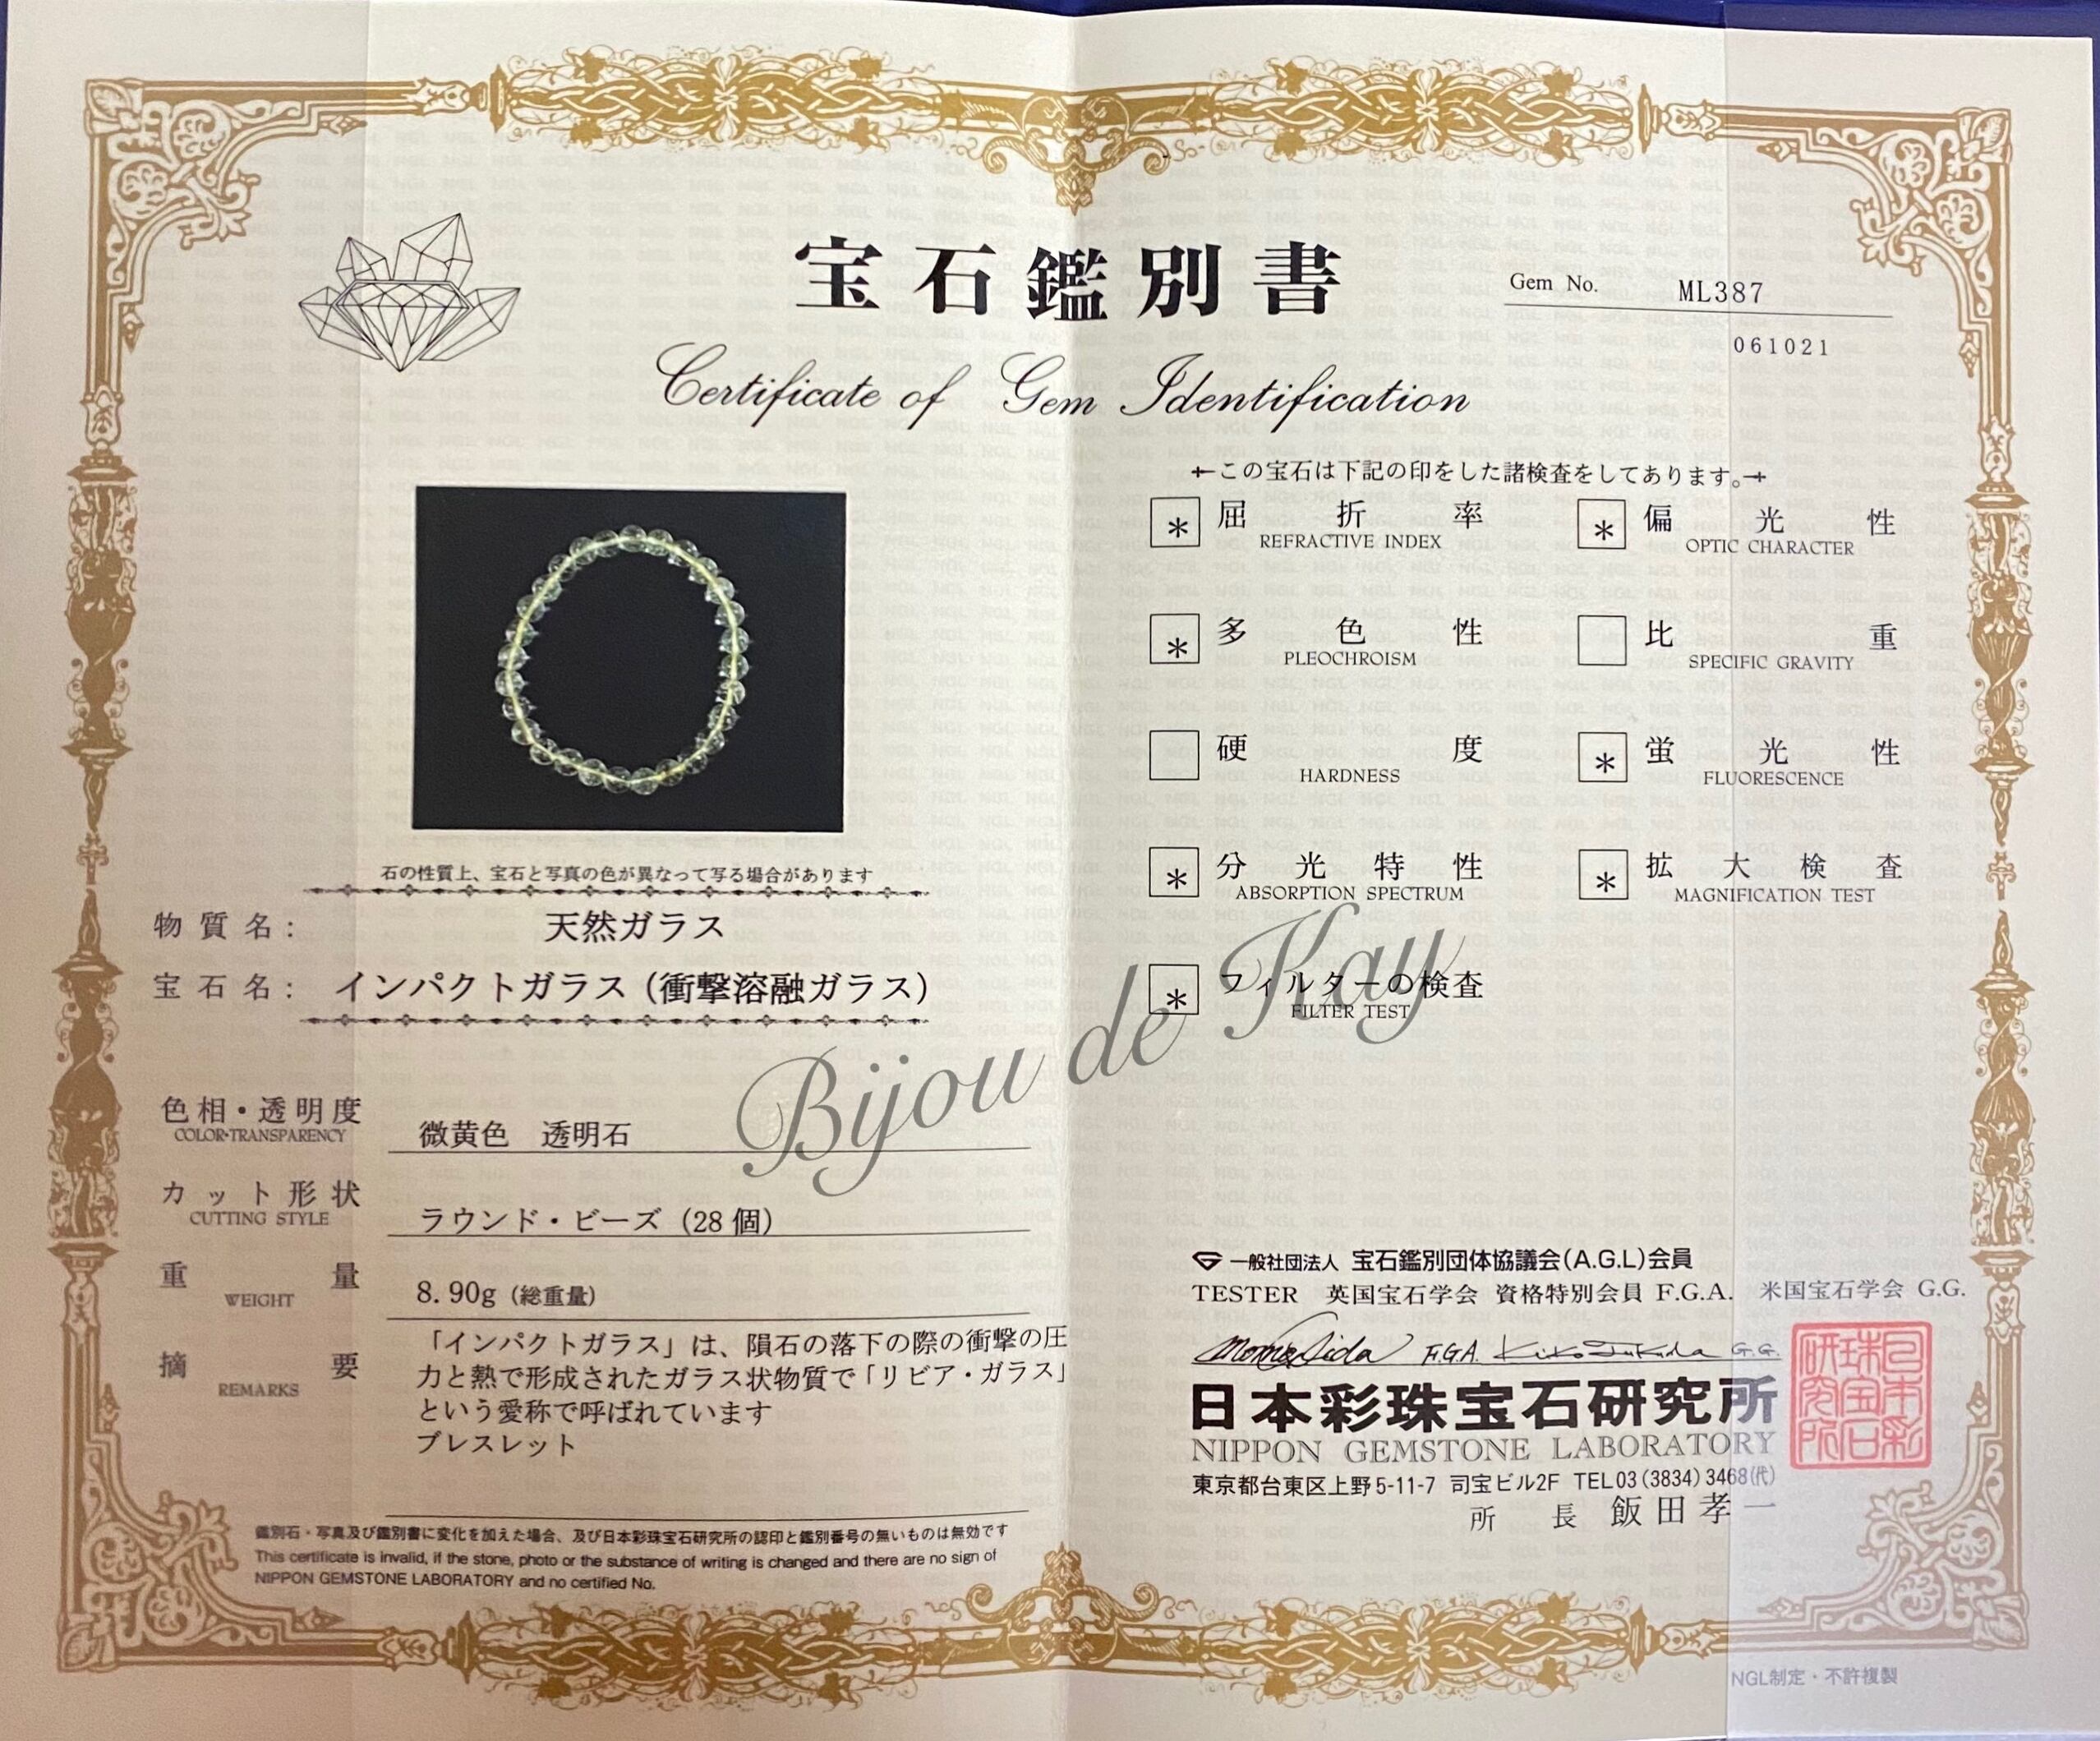 宝石鑑別書
Gem No. ML387
061021
Certificate of Gem Identification
この宝石は下記の印をした諸検査をしてあります。
* 屈折率
REFRACTIVE INDEX
* 偏光性
OPTIC CHARACTER
* 多色性
PLEOCHROISM
比重
SPECIFIC GRAVITY
硬度
HARDNESS
* 蛍光性
FLUORESCENCE
* 分光特性
ABSORPTION SPECTRUM
* 拡大検査
MAGNIFICATION TEST
* フィルターの検査
FILTER TEST
石の性質上、宝石と写真の色が異なって写る場合があります
物質名: 天然ガラス
宝石名: インパクトガラス(衝撃溶融ガラス)
Bijou de Kay
色相・透明度 微黄色 透明石
COLOR・TRANSPARENCY
カット形状 ラウンド・ビーズ (28個)
CUTTING STYLE
重量 8.90g (総重量)
WEIGHT
摘要
REMARKS
「インパクトガラス」は、隕石の落下の際の衝撃の圧
力と熱で形成されたガラス状物質で「リビア・ガラス」
という愛称で呼ばれています
ブレスレット
鑑別石・写真及び鑑別書に変化を加えた場合、及び日本彩珠宝石研究所の認印と鑑別番号の無いものは無効です
This certificate is invalid, if the stone, photo or the substance of writing is changed and there are no sign of
NIPPON GEMSTONE LABORATORY and no certified No.
一般社団法人 宝石鑑別団体協議会(A.G.L)会員
TESTER 英国宝石学会 資格特別会員 F.G.A. 米国宝石学会 G.G.
F.G.A. G.G.
日本彩珠宝石研究所
NIPPON GEMSTONE LABORATORY
東京都台東区上野5-11-7 司宝ビル2F TEL03(3834)3468(代)
所長 飯田孝一
日本彩珠宝石研究所
NGL制定・不許複製